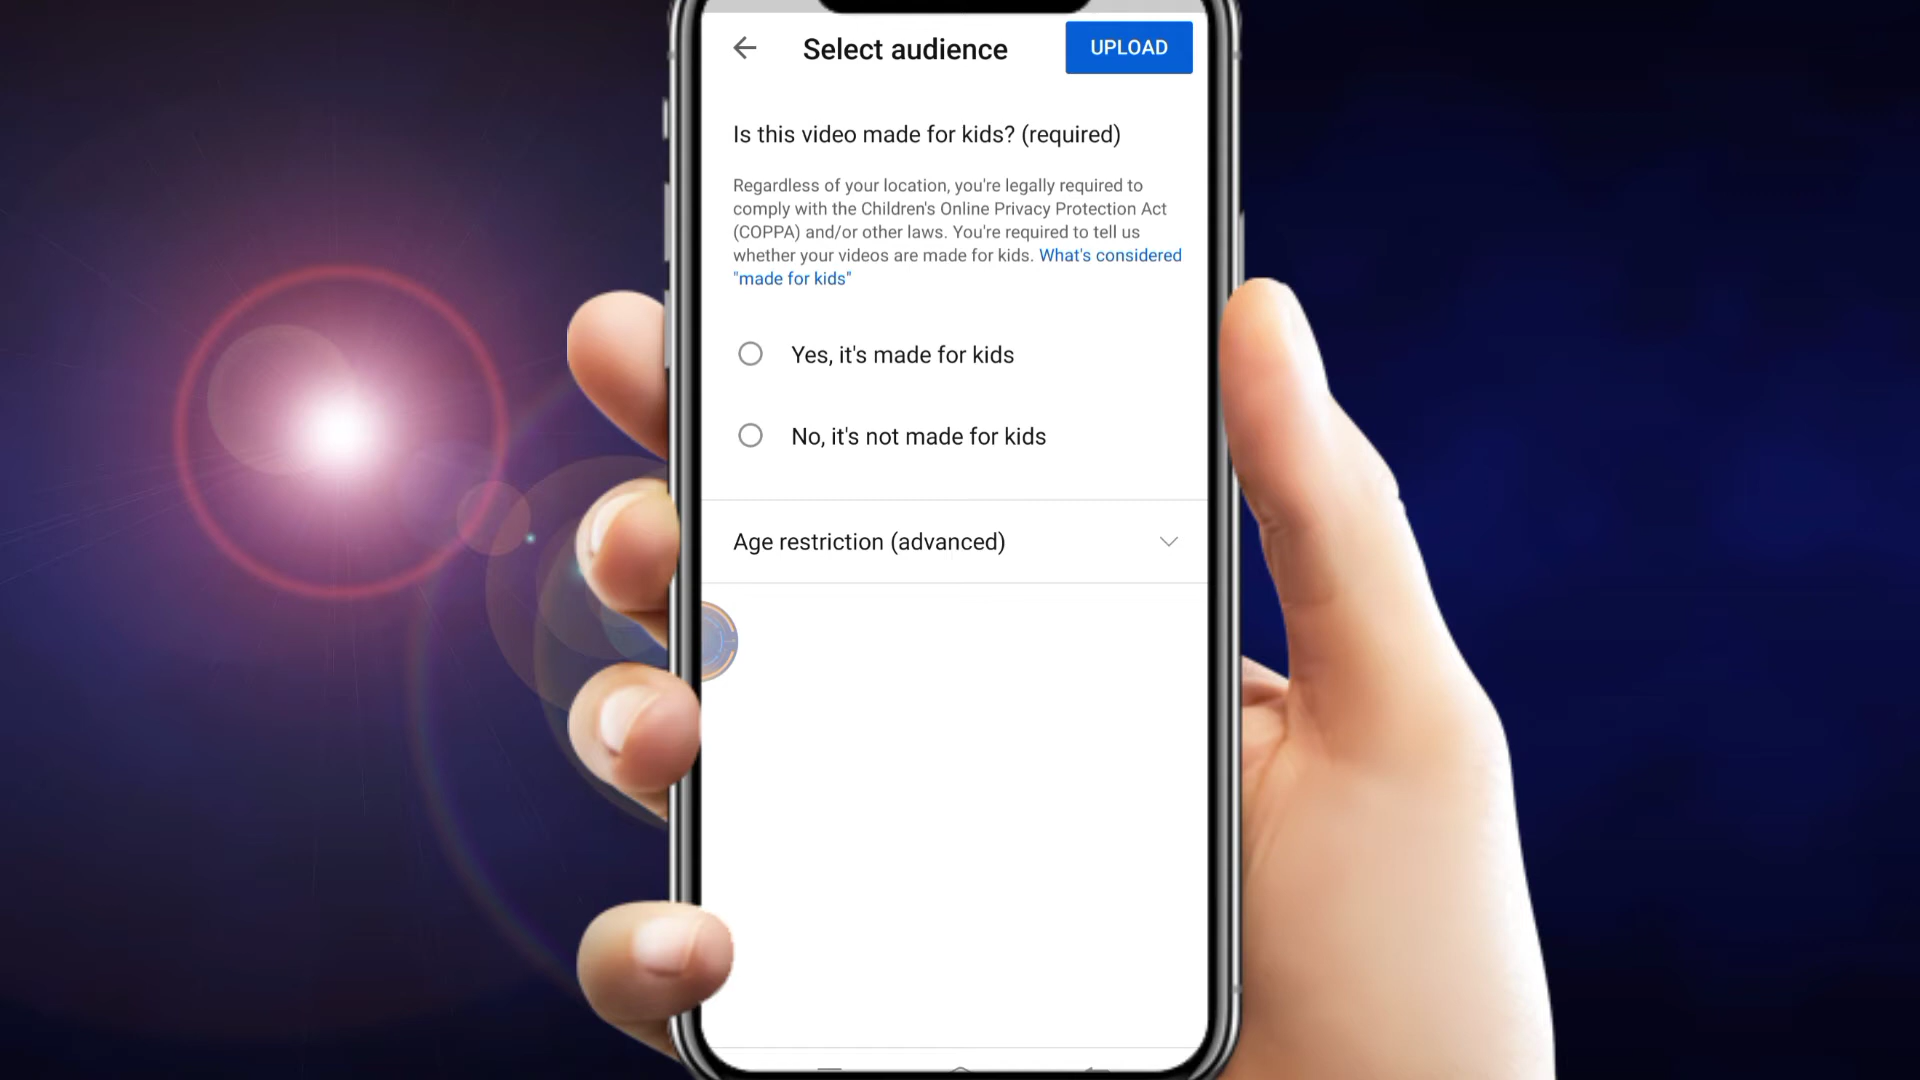 Select audience
UPLOAD
Is this video made for kids? (required)
Regardless of your location, you're legally required to
comply with the Children's Online Privacy Protection Act
(COPPA) and/or other laws. You're required to tell us
whether your videos are made for kids. What's considered
"made for kids"
Yes, it's made for kids
No, it's not made for kids
Age restriction (advanced)